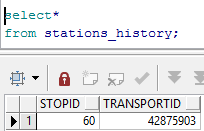 select*
from stations_history;
STOPID TRANSPORTID
1 60 42875903